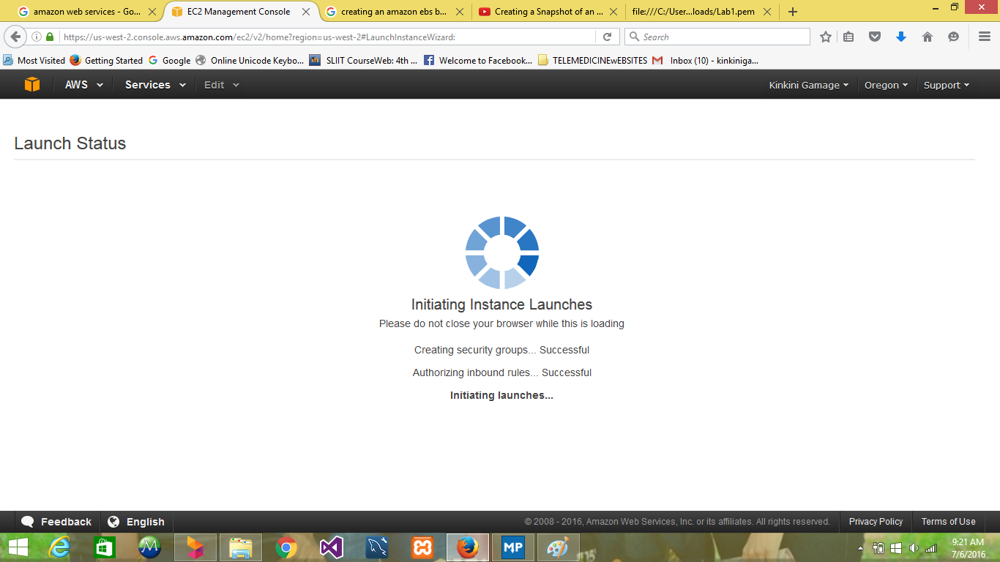 amazon web services - Go...
EC2 Management Console
creating an amazon ebs b...
Creating a Snapshot of an ...
file:///C:/User...loads/Lab1.pem
https://us-west-2.console.aws.amazon.com/ec2/v2/home?region=us-west-2#LaunchInstanceWizard:
Search
Most Visited
Getting Started
Google
Online Unicode Keybo...
SLIIT CourseWeb: 4th ...
Welcome to Facebook...
TELEMEDICINEwEBSITES
Inbox (10) - kinkiniga...
AWS
Services
Edit
Kinkini Gamage
Oregon
Support
Launch Status
Initiating Instance Launches
Please do not close your browser while this is loading
Creating security groups... Successful
Authorizing inbound rules... Successful
Initiating launches...
Feedback
English
© 2008 - 2016, Amazon Web Services, Inc. or its affiliates. All rights reserved.
Privacy Policy
Terms of Use
MP
9:21 AM
7/6/2016